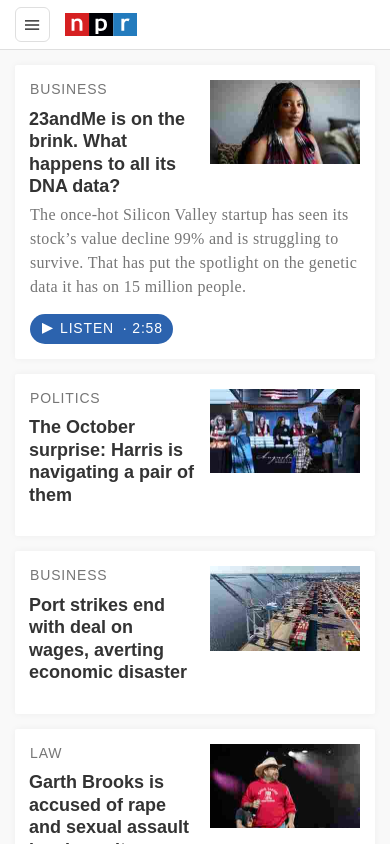 npr
BUSINESS
23andMe is on the
brink. What
happens to all its
DNA data?
The once-hot Silicon Valley startup has seen its
stock’s value decline 99% and is struggling to
survive. That has put the spotlight on the genetic
data it has on 15 million people.
LISTEN · 2:58
POLITICS
The October
surprise: Harris is
navigating a pair of
them
BUSINESS
Port strikes end
with deal on
wages, averting
economic disaster
LAW
Garth Brooks is
accused of rape
and sexual assault